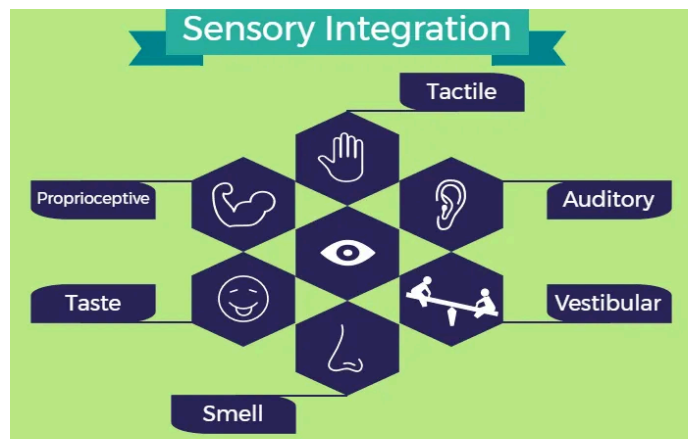 Sensory Integration
Tactile
Proprioceptive
Auditory
Taste
Vestibular
Smell